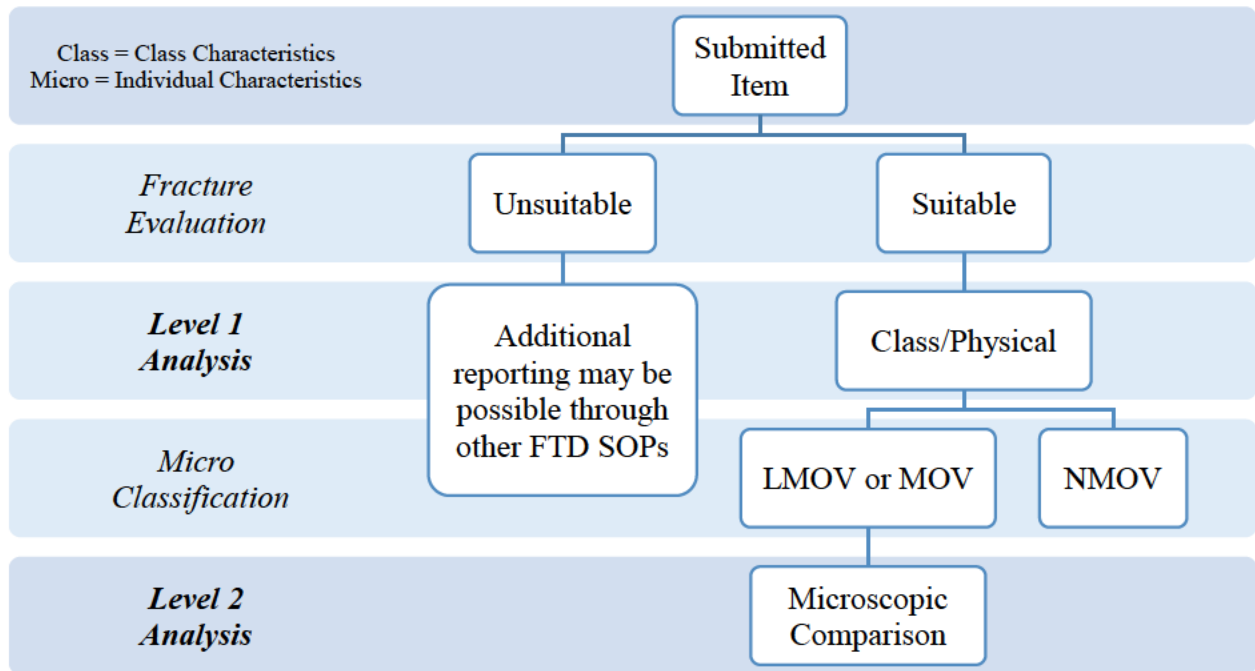 Class = Class Characteristics
Micro = Individual Characteristics
Submitted
Item
Fracture
Evaluation
Unsuitable
Suitable
Level 1
Analysis
Additional
reporting may be
possible through
other FTD SOPs
Class/Physical
Micro
Classification
LMOV or MOV
NMOV
Level 2
Analysis
Microscopic
Comparison